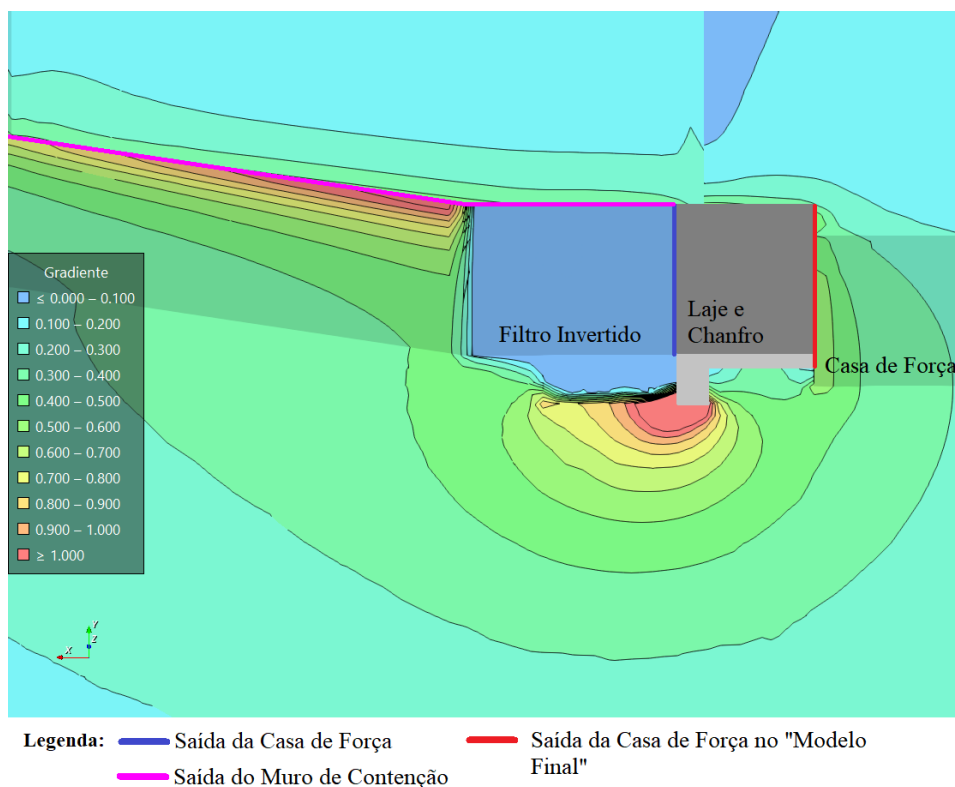 Laje e
Chanfro
Filtro Invertido
Casa de Força
Gradiente
≤ 0.000 – 0.100
0.100 – 0.200
0.200 – 0.300
0.300 – 0.400
0.400 – 0.500
0.500 – 0.600
0.600 – 0.700
0.700 – 0.800
0.800 – 0.900
0.900 – 1.000
≥ 1.000
Y
Z
X
Legenda:
Saída da Casa de Força
Saída do Muro de Contenção
Saída da Casa de Força no "Modelo
Final"